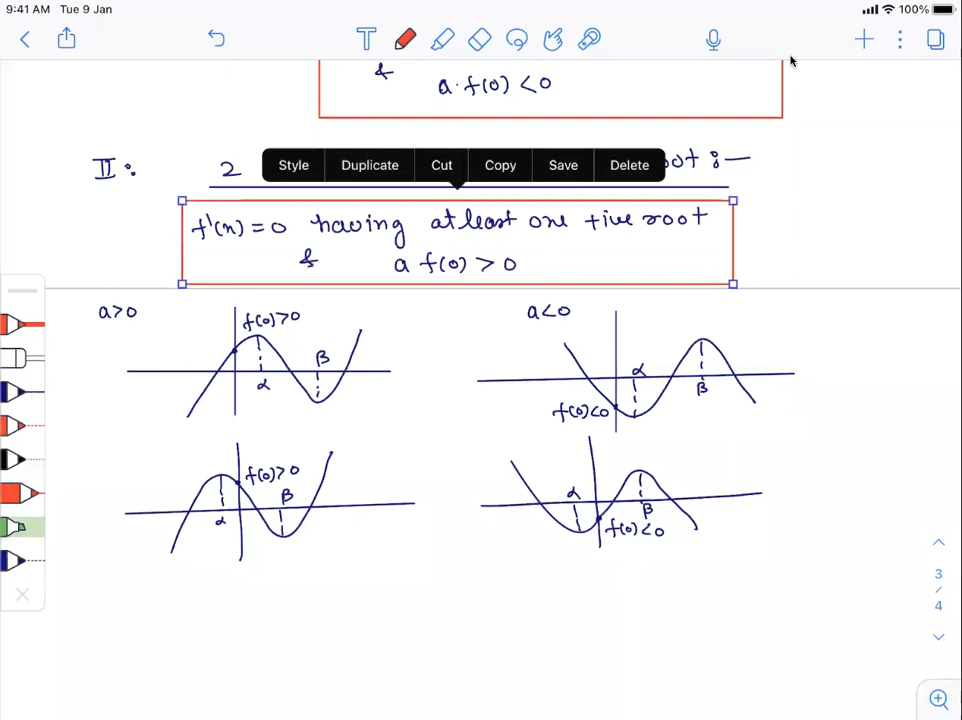 9:41 AM Tue 9 Jan
100%
&
a·f(0) <0
II: 2 oot :—
Style Duplicate Cut Copy Save Delete
f'(x) = 0 having atleast one +ive root
& a f(0) > 0
a>0
f(0)>0
β
α
a<0
α
f(0)<0
β
f(0)>0
β
α
α
β
f(0)<0
3
/
4